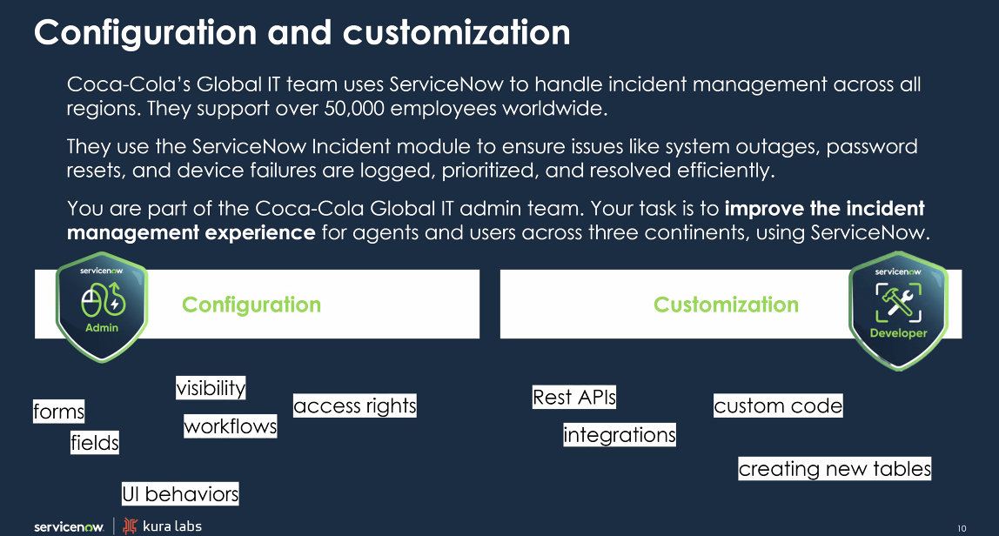 Configuration and customization
Coca-Cola’s Global IT team uses ServiceNow to handle incident management across all
regions. They support over 50,000 employees worldwide.
They use the ServiceNow Incident module to ensure issues like system outages, password
resets, and device failures are logged, prioritized, and resolved efficiently.
You are part of the Coca-Cola Global IT admin team. Your task is to improve the incident
management experience for agents and users across three continents, using ServiceNow.
servicenow
Admin
Configuration
Customization
servicenow
Developer
visibility
forms
access rights
workflows
fields
UI behaviors
Rest APIs
custom code
integrations
creating new tables
servicenow
kura labs
10